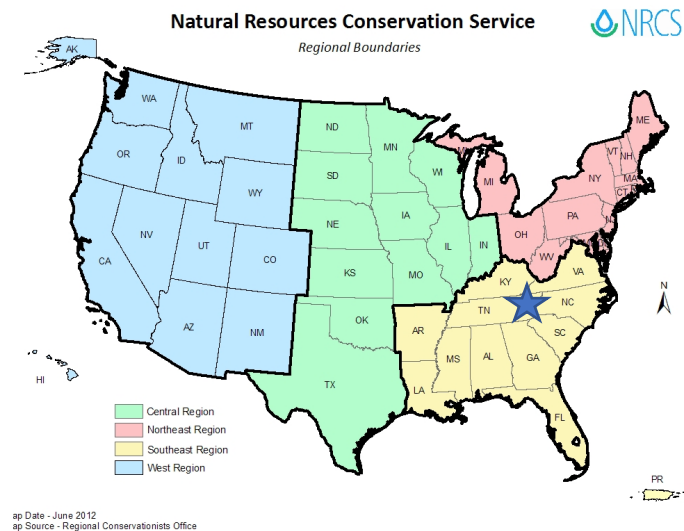 Natural Resources Conservation Service
Regional Boundaries
NRCS
AK
WA
MT
ND
MN
ME
OR
ID
SD
WI
MI
VT
NH
NY
MA
CT
WY
IA
PA
NE
NV
UT
IL
IN
OH
CA
CO
KS
MO
WV
VA
KY
N
AZ
NM
OK
TN
NC
AR
SC
MS
AL
GA
HI
TX
LA
FL
Central Region
Northeast Region
Southeast Region
West Region
PR
ap Date - June 2012
ap Source - Regional Conservationists Office